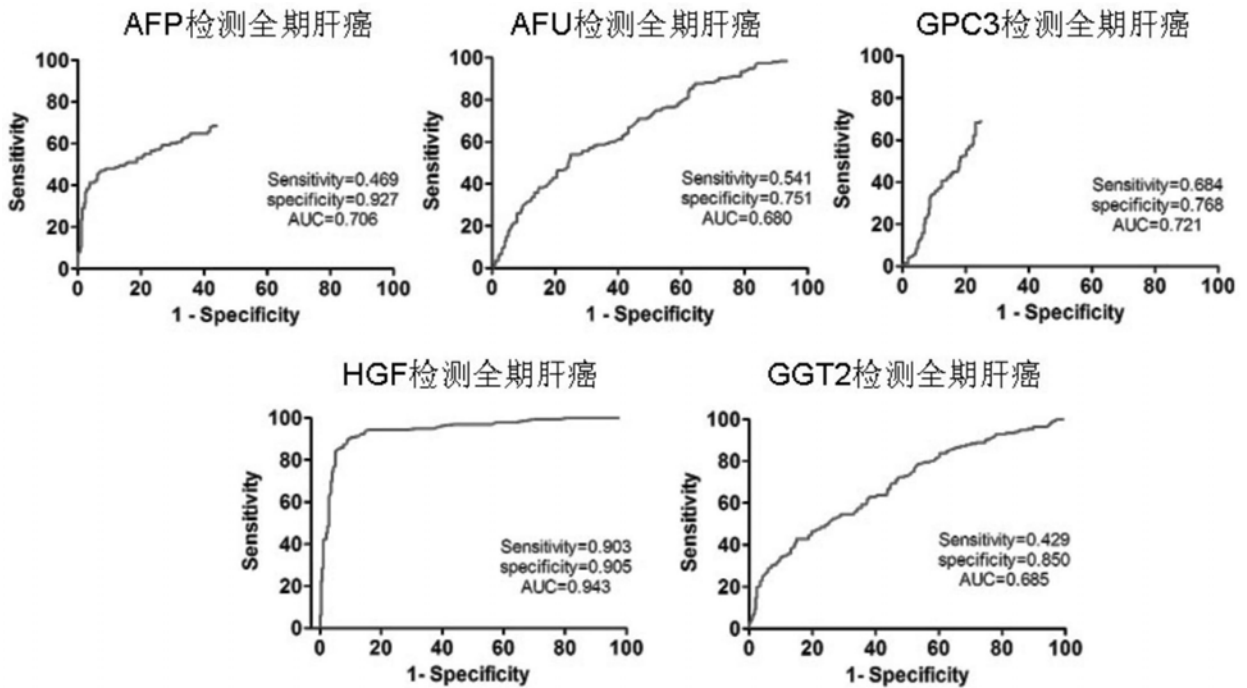 AFP检测全期肝癌
100
80
60
40
20
0
Sensitivity
Sensitivity=0.469
specificity=0.927
AUC=0.706
0 20 40 60 80 100
1 - Specificity
AFU检测全期肝癌
100
80
60
40
20
0
Sensitivity
Sensitivity=0.541
specificity=0.751
AUC=0.680
0 20 40 60 80 100
1 - Specificity
GPC3检测全期肝癌
100
80
60
40
20
0
Sensitivity
Sensitivity=0.684
specificity=0.768
AUC=0.721
0 20 40 60 80 100
1 - Specificity
HGF检测全期肝癌
100
80
60
40
20
0
Sensitivity
Sensitivity=0.903
specificity=0.905
AUC=0.943
0 20 40 60 80 100
1- Specificity
GGT2检测全期肝癌
100
80
60
40
20
0
Sensitivity
Sensitivity=0.429
specificity=0.850
AUC=0.685
0 20 40 60 80 100
1- Specificity